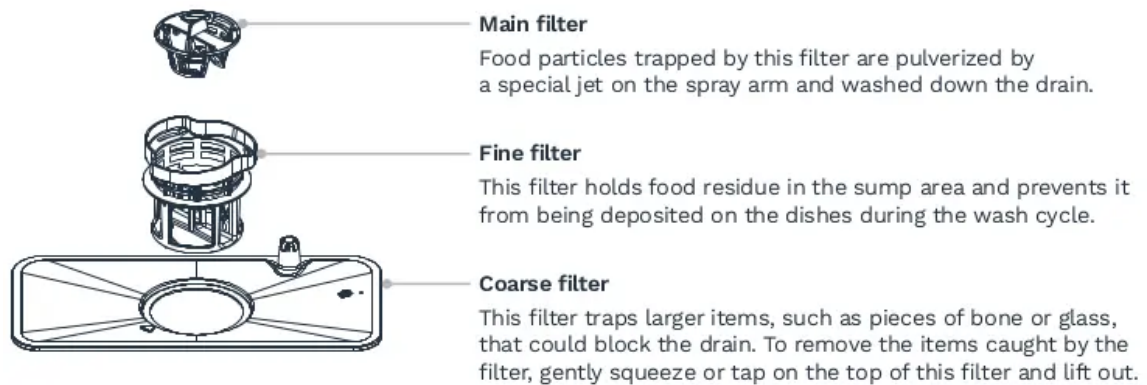 Main filter
Food particles trapped by this filter are pulverized by
a special jet on the spray arm and washed down the drain.
Fine filter
This filter holds food residue in the sump area and prevents it
from being deposited on the dishes during the wash cycle.
Coarse filter
This filter traps larger items, such as pieces of bone or glass,
that could block the drain. To remove the items caught by the
filter, gently squeeze or tap on the top of this filter and lift out.